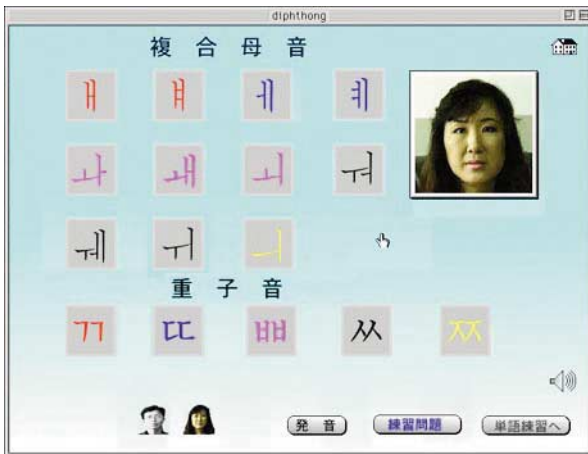 diphthong
複合母音
ㅐ ㅒ ㅔ ㅖ
ㅘ ㅙ ㅚ ㅝ
ㅞ ㅟ ㅢ
重子音
ㄲ ㄸ ㅃ ㅆ ㅉ
発音 練習問題 単語練習へ